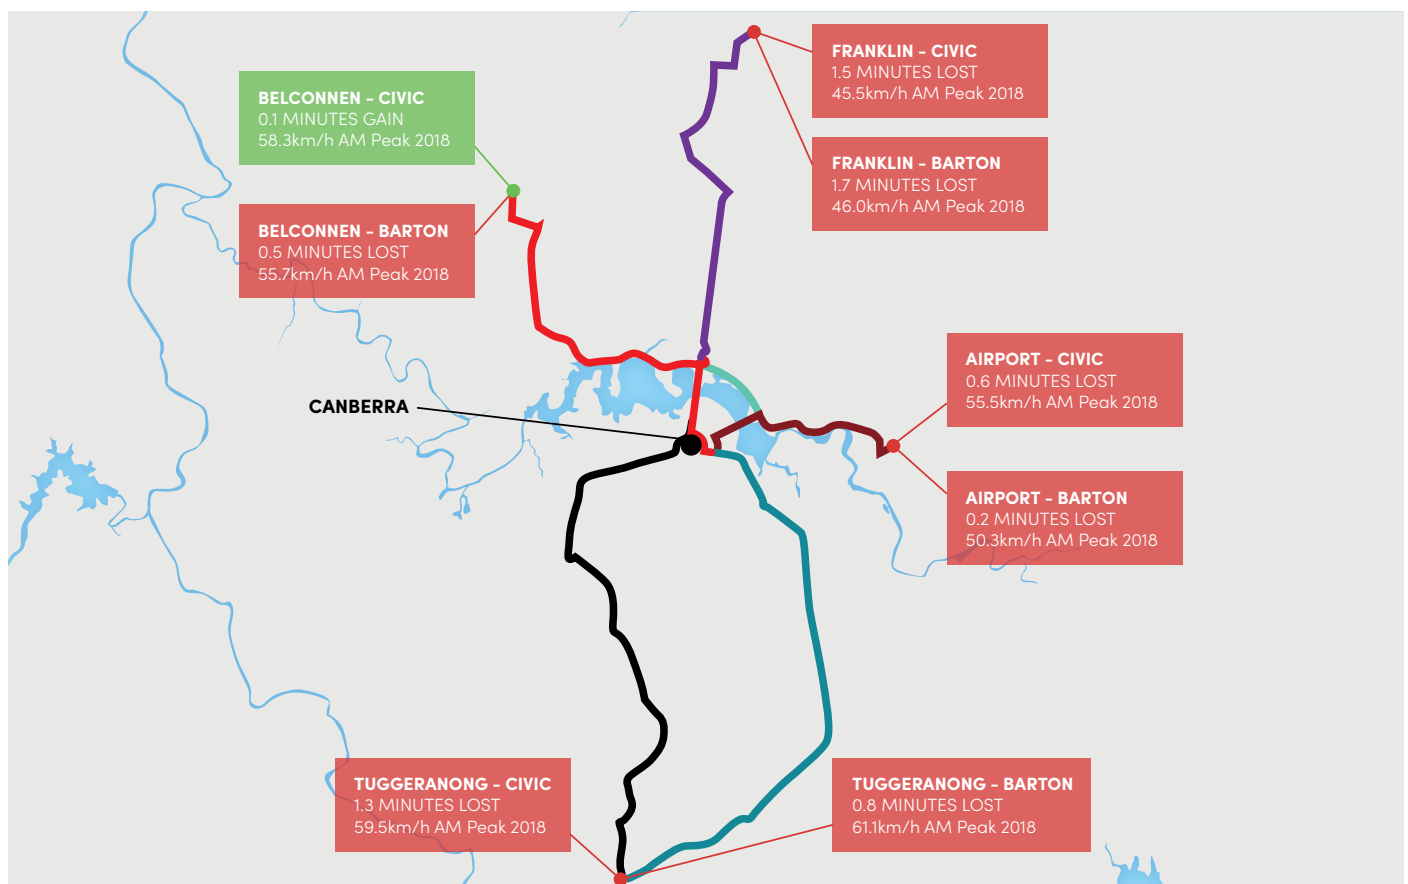 FRANKLIN - CIVIC
1.5 MINUTES LOST
45.5km/h AM Peak 2018
BELCONNEN - CIVIC
0.1 MINUTES GAIN
58.3km/h AM Peak 2018
FRANKLIN - BARTON
1.7 MINUTES LOST
46.0km/h AM Peak 2018
BELCONNEN - BARTON
0.5 MINUTES LOST
55.7km/h AM Peak 2018
AIRPORT - CIVIC
0.6 MINUTES LOST
55.5km/h AM Peak 2018
CANBERRA
AIRPORT - BARTON
0.2 MINUTES LOST
50.3km/h AM Peak 2018
TUGGERANONG - CIVIC
1.3 MINUTES LOST
59.5km/h AM Peak 2018
TUGGERANONG - BARTON
0.8 MINUTES LOST
61.1km/h AM Peak 2018